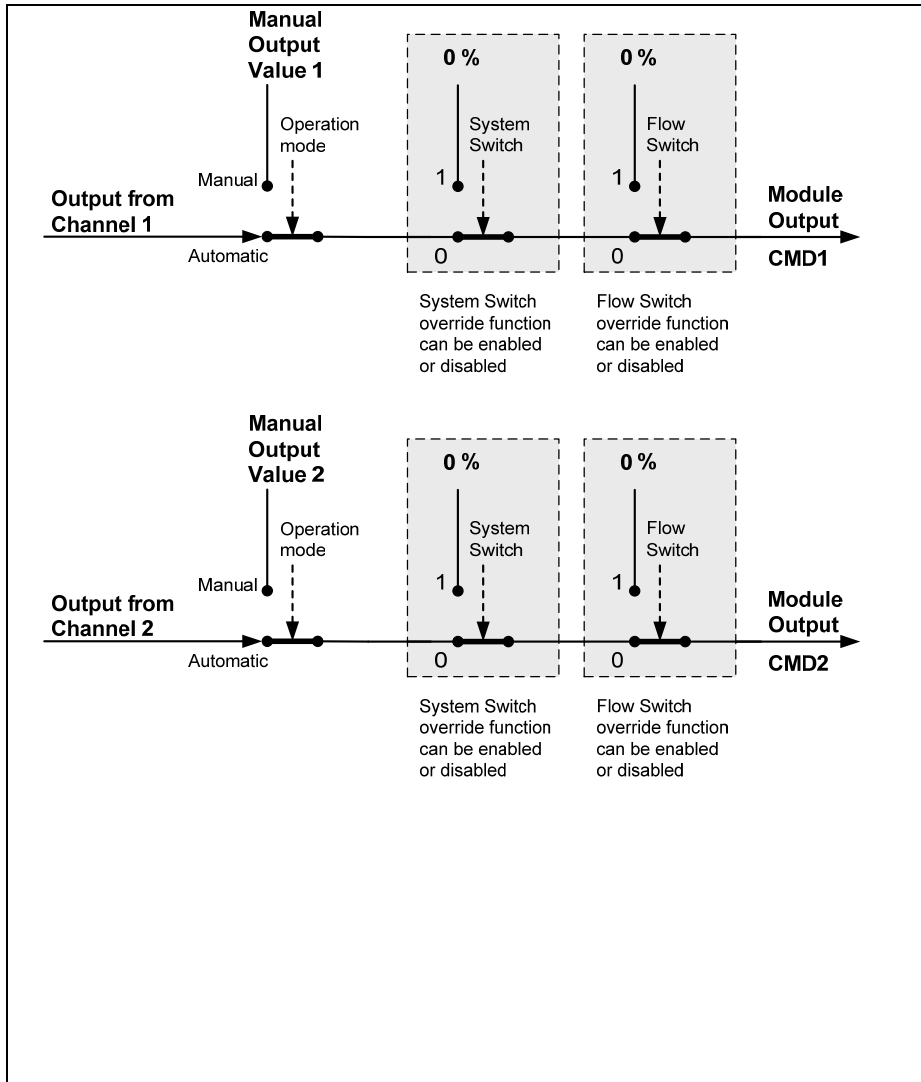 Manual
Output
Value 1
0 %
0 %
Operation
mode
System
Switch
Flow
Switch
Manual
1
1
Output from
Channel 1
Module
Output
Automatic
0
0
CMD1
System Switch
override function
can be enabled
or disabled
Flow Switch
override function
can be enabled
or disabled
Manual
Output
Value 2
0 %
0 %
Operation
mode
System
Switch
Flow
Switch
Manual
1
1
Output from
Channel 2
Module
Output
Automatic
0
0
CMD2
System Switch
override function
can be enabled
or disabled
Flow Switch
override function
can be enabled
or disabled